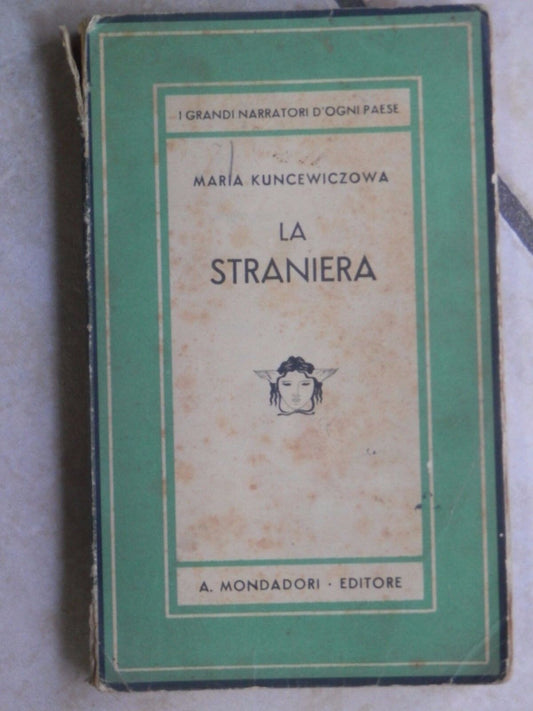 I GRANDI NARRATORI D'OGNI PAESE
MARIA KUNCEWICZOWA
LA
STRANIERA
A. MONDADORI · EDITORE